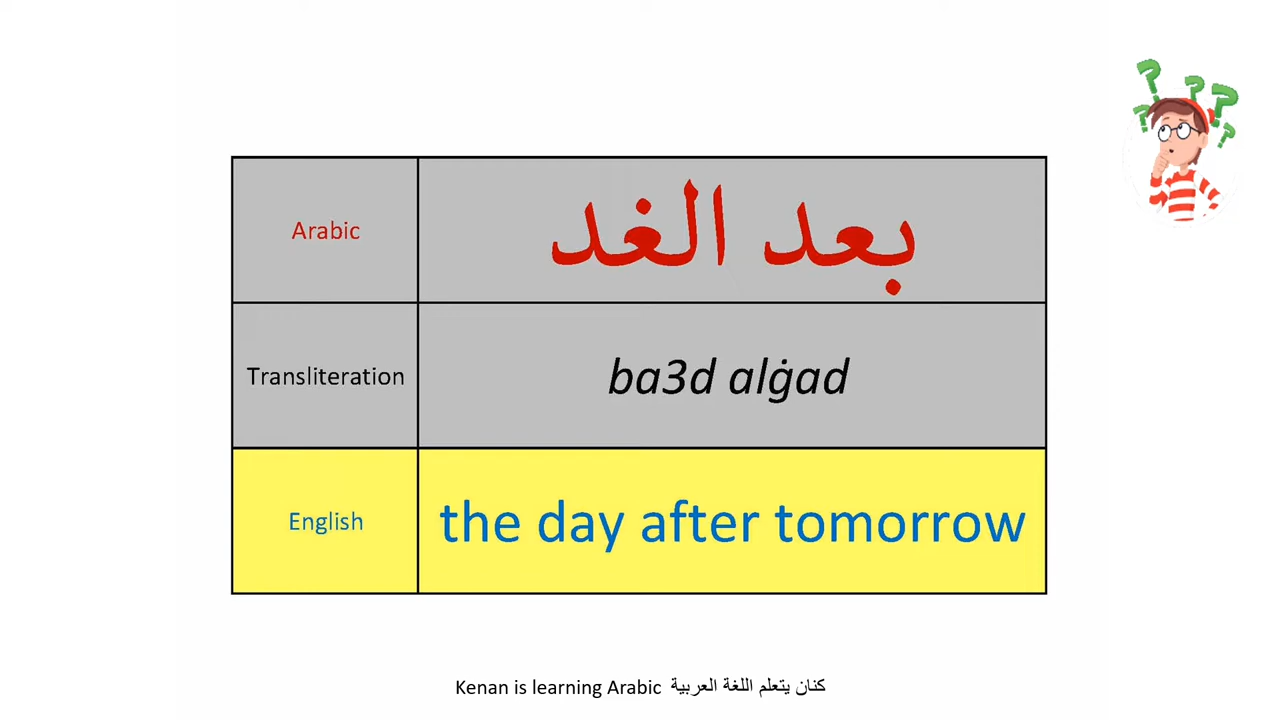 Arabic بعد الغد
Transliteration ba3d alġad
English the day after tomorrow
Kenan is learning Arabic كنان يتعلم اللغة العربية